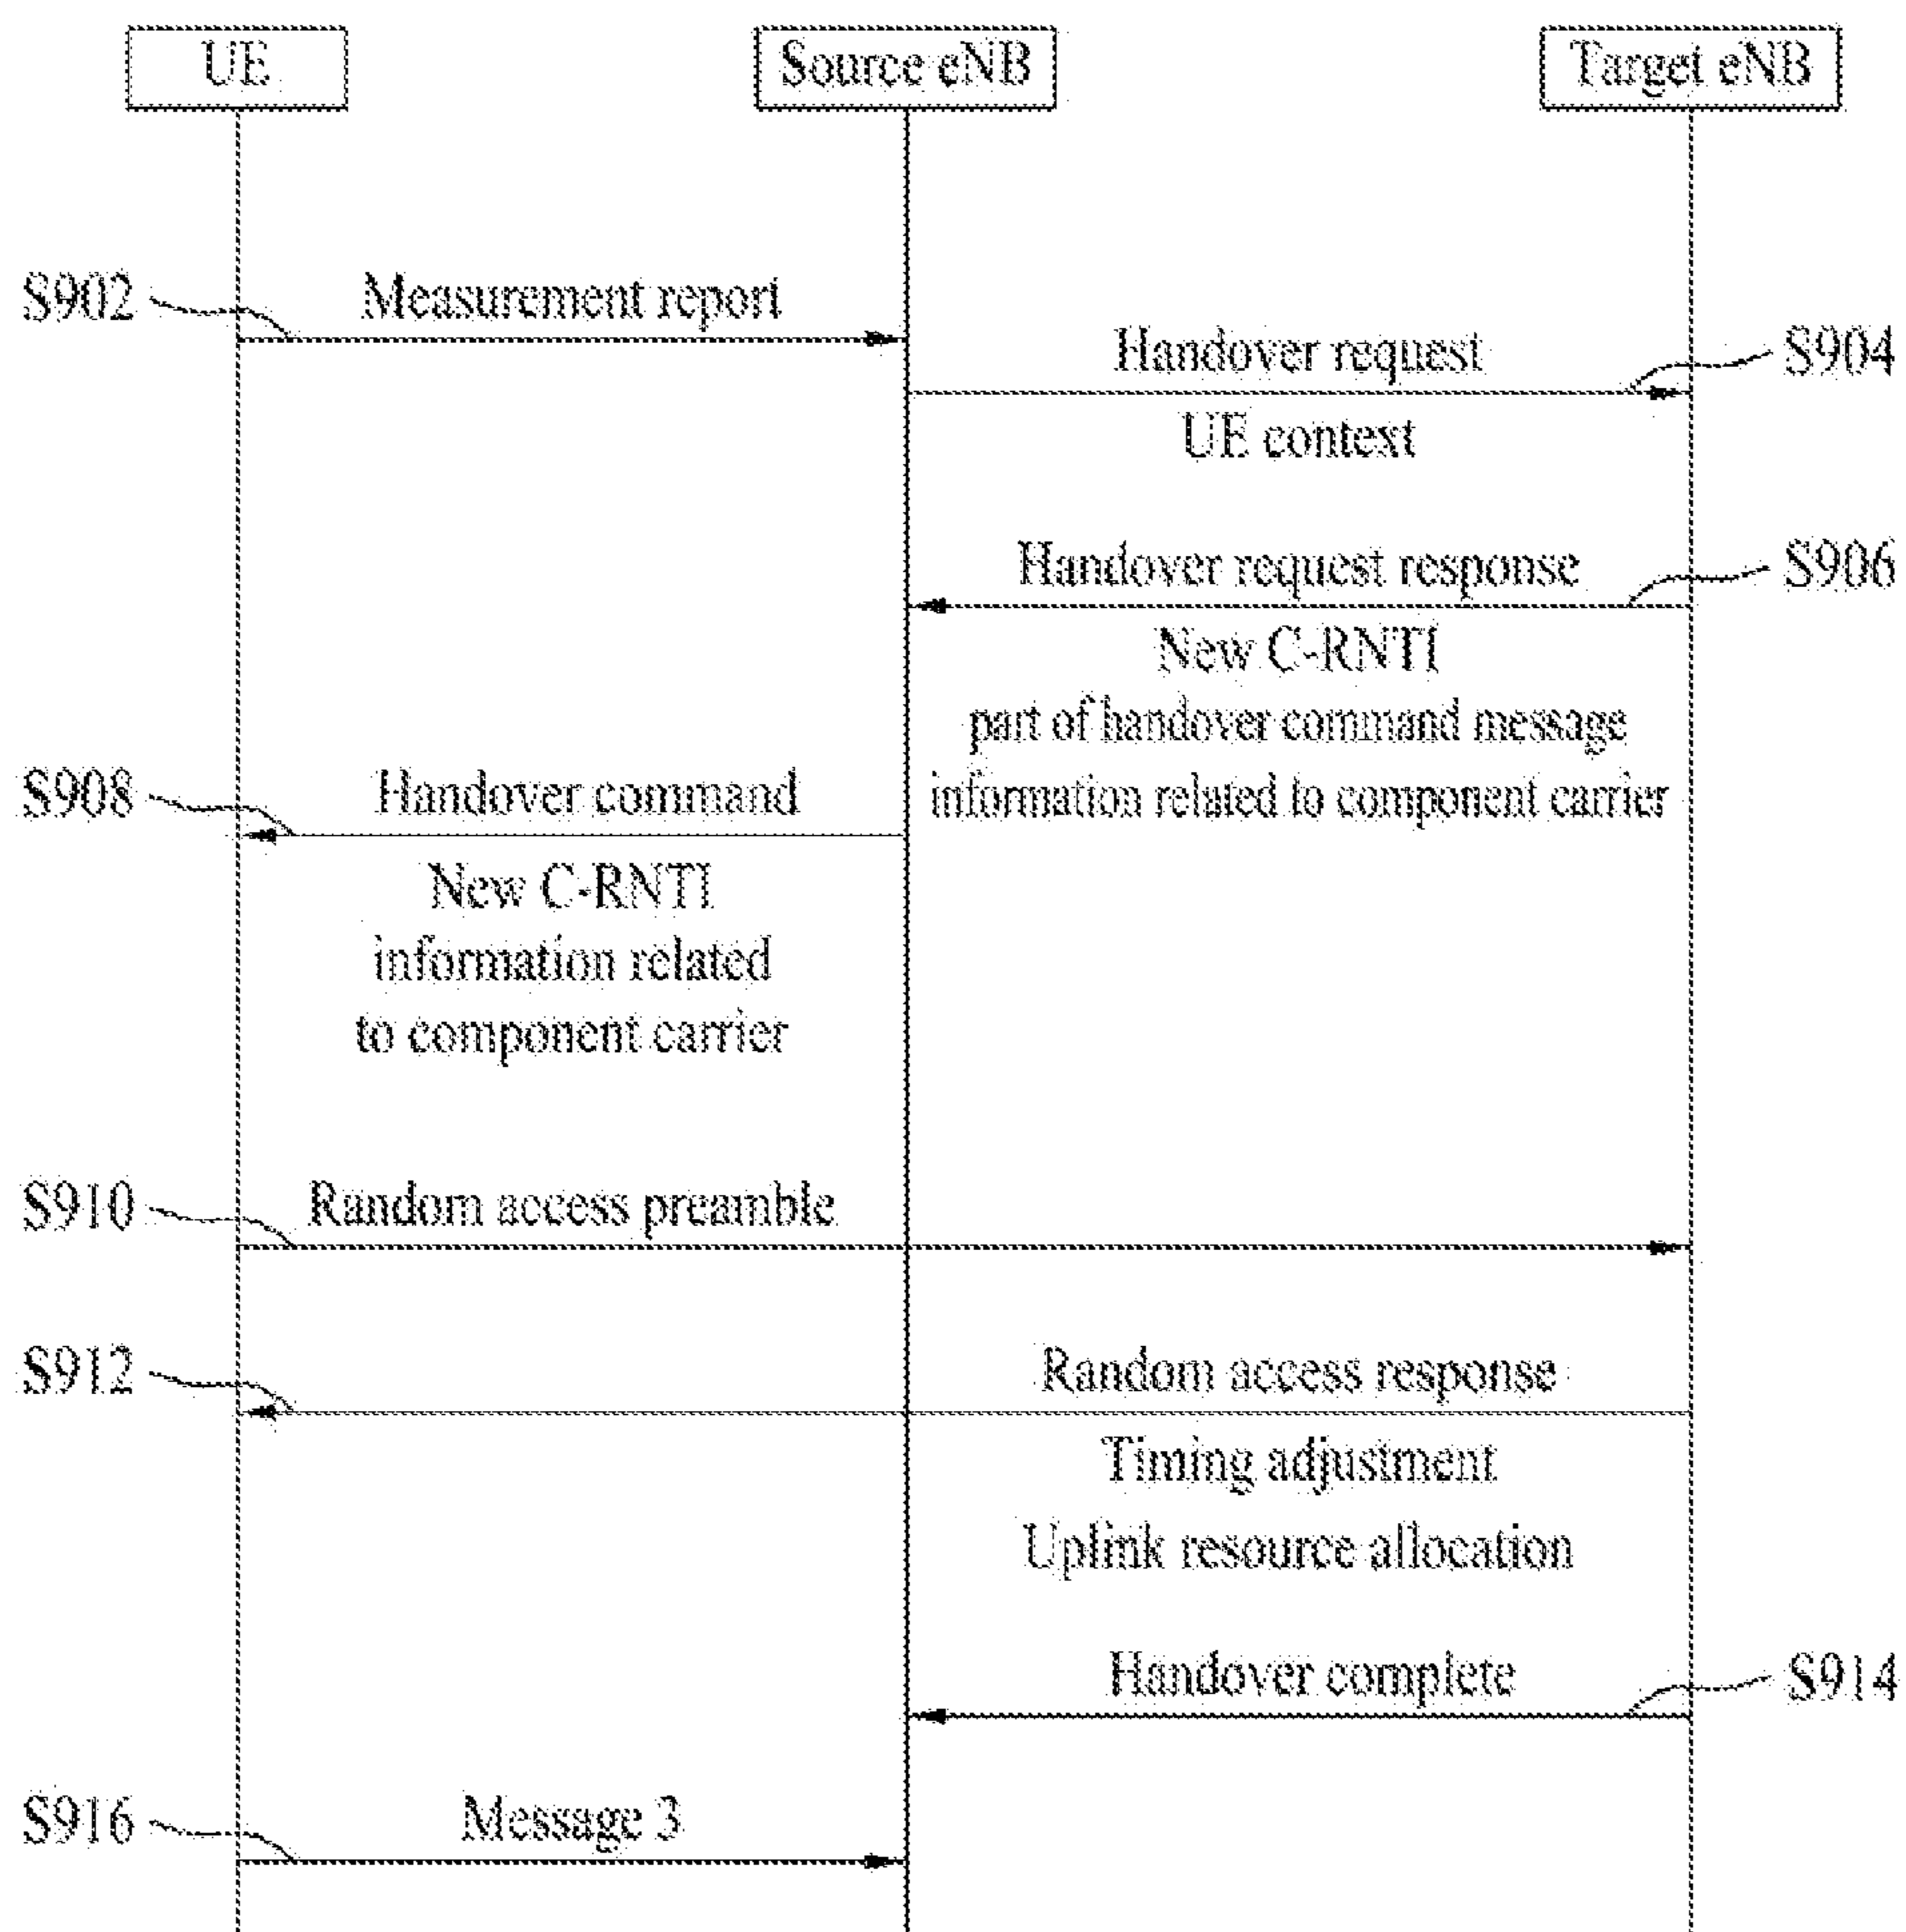 UE
Source eNB
Target eNB
S902
Measurement report
Handover request
S904
UE context
Handover request response
S906
New C-RNTI
part of handover command message
information related to component carrier
S908
Handover command
New C-RNTI
information related
to component carrier
S910
Random access preamble
S912
Random access response
Timing adjustment
Uplink resource allocation
Handover complete
S914
S916
Message 3